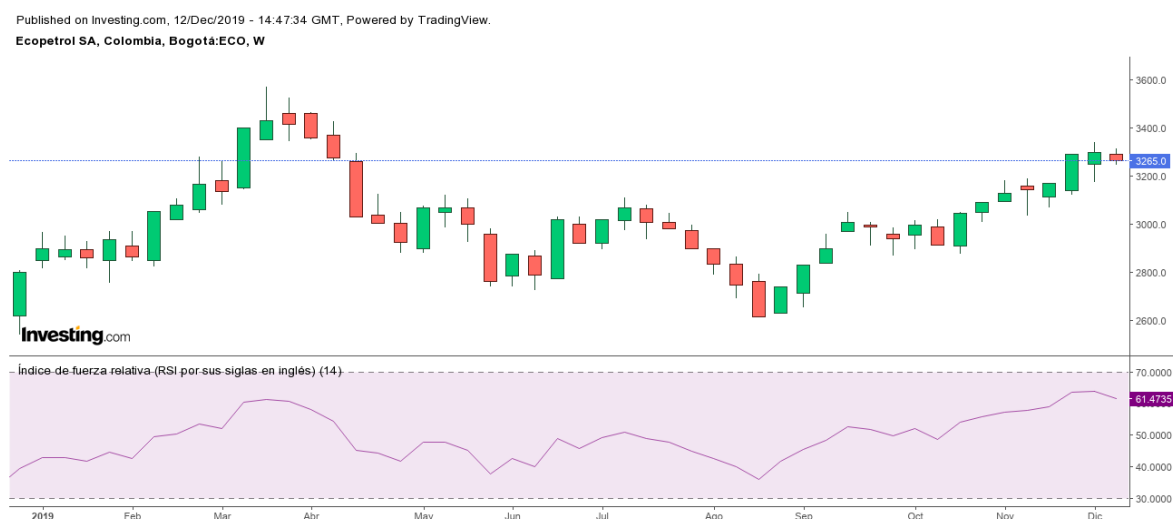 Published on Investing.com, 12/Dec/2019 - 14:47:34 GMT, Powered by TradingView.
Ecopetrol SA, Colombia, Bogotá:ECO, W
3600.0
3400.0
3265.0
3200.0
3000.0
2800.0
2600.0
Investing.com
Índice de fuerza relativa (RSI por sus siglas en inglés) (14)
70.0000
61.4735
50.0000
40.0000
30.0000
2019 Feb Mar Abr May Jun Jul Ago Sep Oct Nov Dic